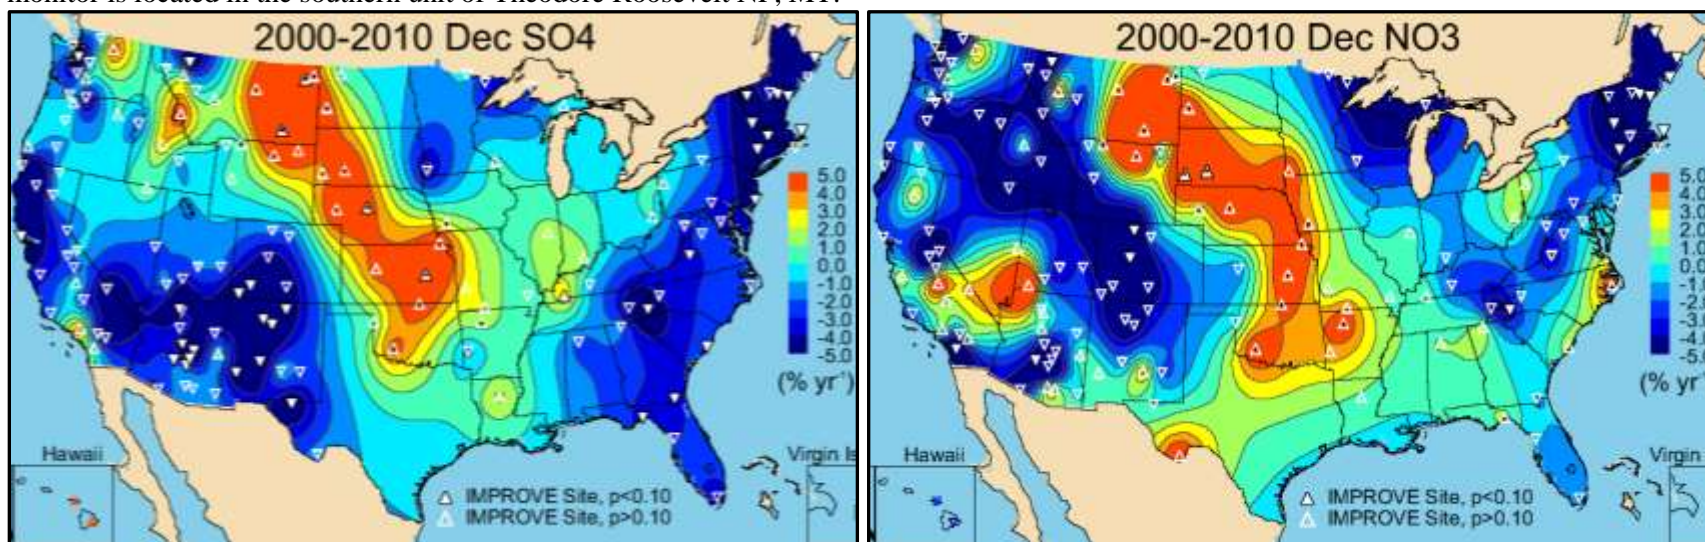 monitor is located in the southern unit of Theodore Roosevelt NP, MT.
2000-2010 Dec SO4
5.0
4.0
3.0
2.0
1.0
0.0
-1.0
-2.0
-3.0
-4.0
-5.0
(% yr⁻¹)
Hawaii
Virgin Is
IMPROVE Site, p<0.10
IMPROVE Site, p>0.10
2000-2010 Dec NO3
5.0
4.0
3.0
2.0
1.0
0.0
-1.0
-2.0
-3.0
-4.0
-5.0
(% yr
Hawaii
Virgin
IMPROVE Site, p<0.10
IMPROVE Site, p>0.10